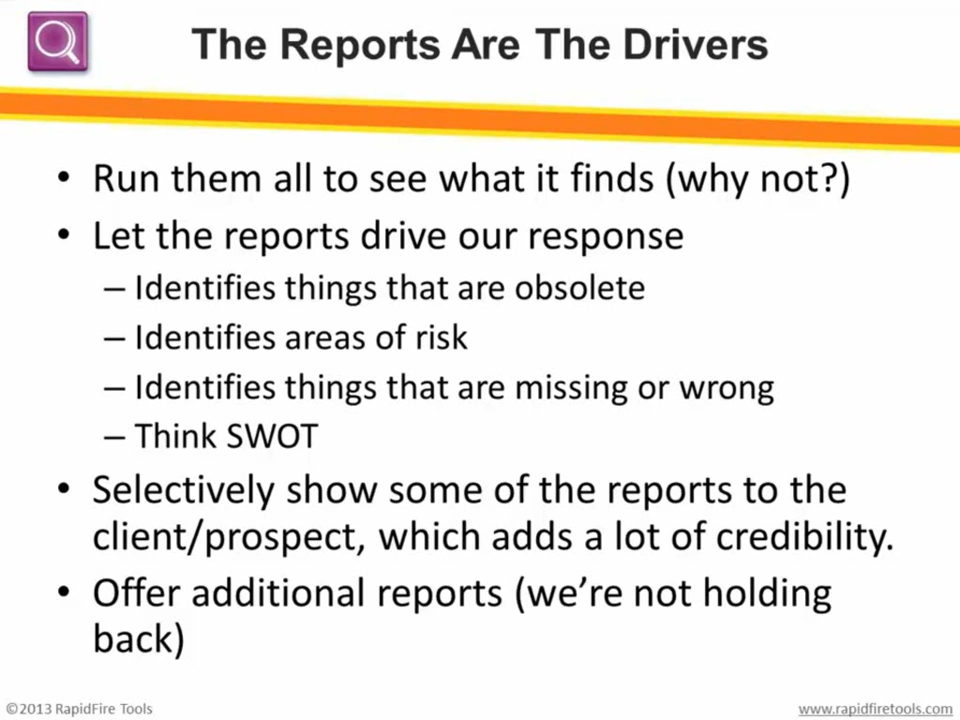 The Reports Are The Drivers
• Run them all to see what it finds (why not?)
• Let the reports drive our response
– Identifies things that are obsolete
– Identifies areas of risk
– Identifies things that are missing or wrong
– Think SWOT
• Selectively show some of the reports to the
client/prospect, which adds a lot of credibility.
• Offer additional reports (we’re not holding
back)
©2013 RapidFire Tools
www.rapidfiretools.com